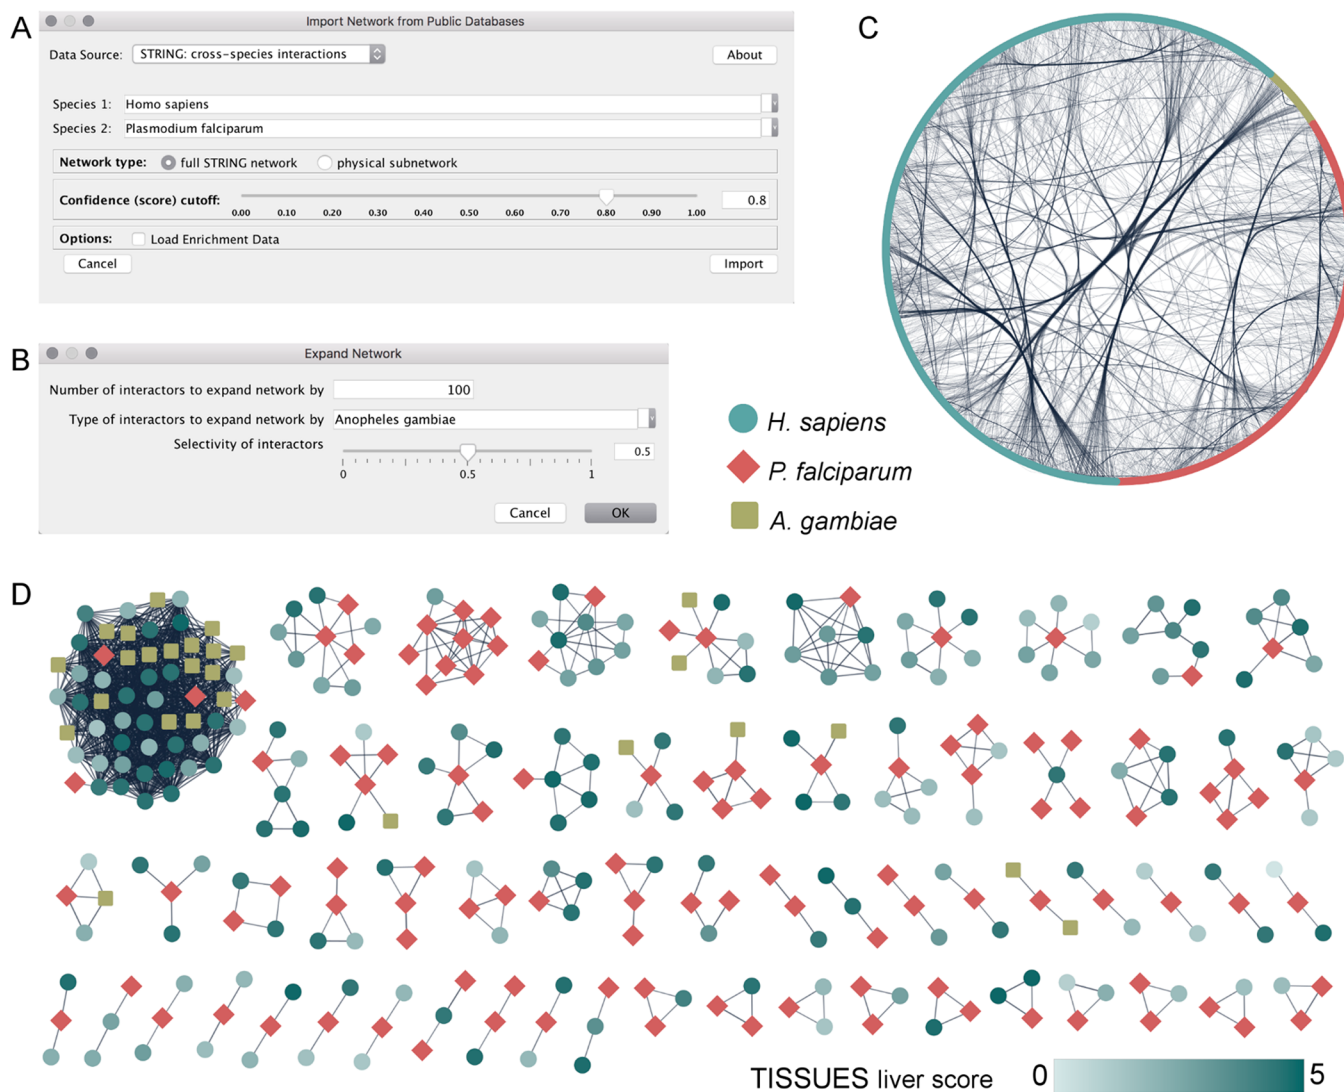 A
Import Network from Public Databases
Data Source: STRING: cross-species interactions
About
Species 1: Homo sapiens
Species 2: Plasmodium falciparum
Network type: full STRING network physical subnetwork
Confidence (score) cutoff: 0.8
0.00 0.10 0.20 0.30 0.40 0.50 0.60 0.70 0.80 0.90 1.00
Options: Load Enrichment Data
Cancel Import
B
Expand Network
Number of interactors to expand network by 100
Type of interactors to expand network by Anopheles gambiae
Selectivity of interactors 0.5
0 0.5 1
Cancel OK
C
H. sapiens
P. falciparum
A. gambiae
D
TISSUES liver score 0 5